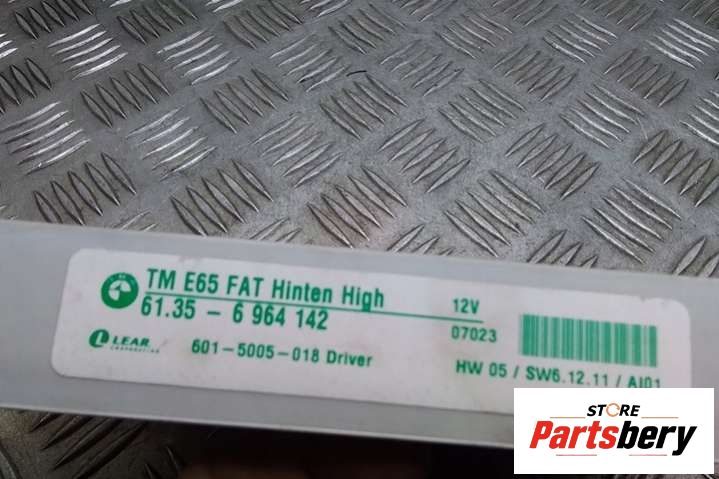 TM E65 FAT Hinten High
61.35 - 6 964 142
12V
07023
LEAR
CORPORATION
601-5005-018 Driver
HW 05 / SW6.12.11 / AI01
STORE
Partsbery